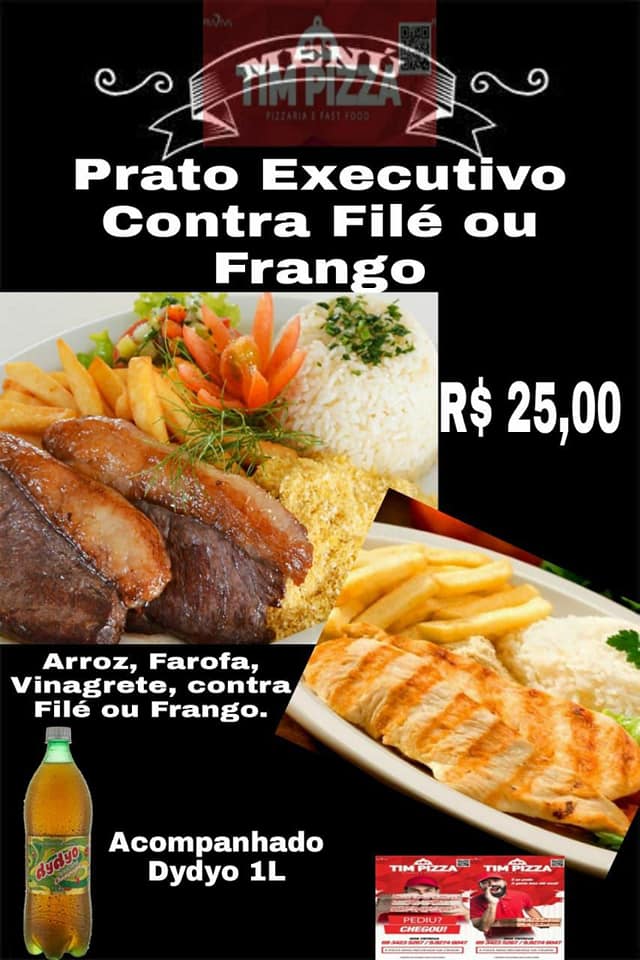 MENÚ
TIM PIZZA
PIZZARIA E FAST FOOD
Prato Executivo
Contra Filé ou
Frango
R$ 25,00
Arroz, Farofa,
Vinagrete, contra
Filé ou Frango.
dydyo
Acompanhado
Dydyo 1L
TIM PIZZA
TIM PIZZA
PEDIU?
CHEGOU!